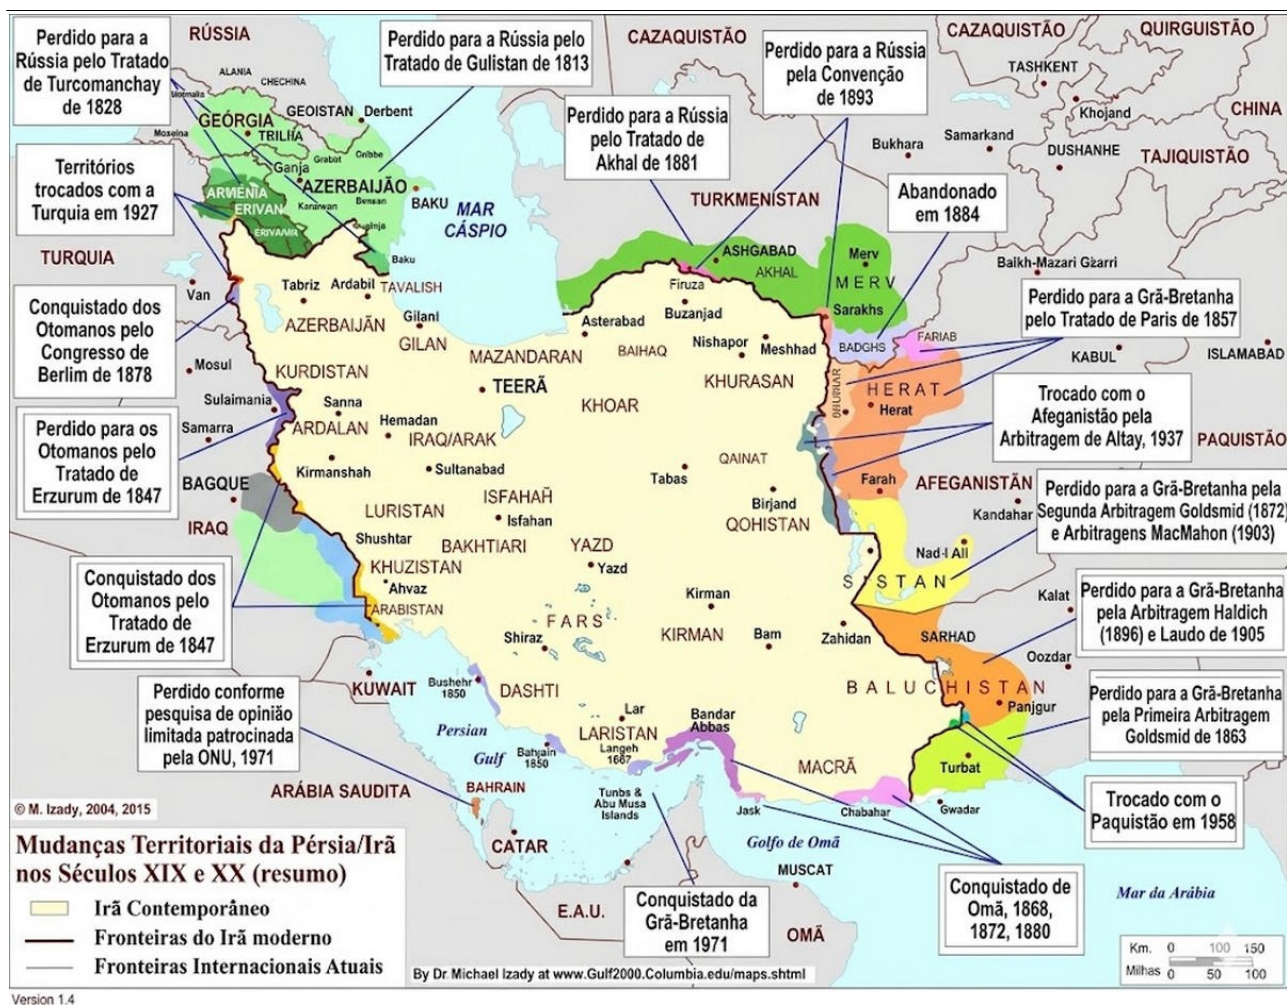 RÚSSIA
CAZAQUISTÃO
CAZAQUISTÃO
QUIRGUISTÃO
Perdido para a
Rússia pelo Tratado
de Turcomanchay
de 1828
Perdido para a Rússia pelo
Tratado de Gulistan de 1813
Perdido para a Rússia
pela Convenção
de 1893
Perdido para a Rússia
pelo Tratado de
Akhal de 1881
TASHKENT
Khojand
CHINA
ALANIA
CHECHINA
GEOISTAN
Derbent
GEÓRGIA
TRILHA
Moseina
Bukhara
Samarkand
DUSHANHE
TAJIQUISTÃO
Territórios
trocados com a
Turquia em 1927
Grabat
Ganja
AZERBAIJÃO
Kanarwan
BAKU
ARMÊNIA
ERIVAN
Baku
MAR
CÁSPIO
TURKMENISTAN
Abandonado
em 1884
TURQUIA
Van
Tabriz
Ardabil
TAVALISH
AZERBAIJÃN
Gilani
GILAN
ASHGABAD
AKHAL
Merv
MERV
Firuza
Buzanjad
Sarakhs
Balkh-Mazari Gzarri
Perdido para a Grã-Bretanha
pelo Tratado de Paris de 1857
Conquistado dos
Otomanos pelo
Congresso de
Berlim de 1878
Asterabad
MAZANDARAN
BAIHAQ
Nishapor
Meshhad
BADGHS
FARIAB
KABUL
ISLAMABAD
Mosul
KURDISTAN
TEERÃ
KHURASAN
KHOAR
HERAT
Herat
Trocado com o
Afeganistão pela
Arbitragem de Altay, 1937
Sulaimania
Sanna
ARDALAN
Hemadan
IRAQ/ARAK
Samarra
Perdido para os
Otomanos pelo
Tratado de
Erzurum de 1847
PAQUISTÃO
Kirmanshah
Sultanabad
QAINAT
Tabas
Farah
AFEGANISTÃN
Kandahar
BAGQUE
IRAQ
LURISTAN
ISFAHAÑ
Isfahan
Birjand
QOHISTAN
Perdido para a Grã-Bretanha pela
Segunda Arbitragem Goldsmid (1872)
e Arbitragens MacMahon (1903)
Shushtar
BAKHTIARI
YAZD
Yazd
KHUZISTAN
Ahvaz
ARABISTAN
Nad-l Ali
SISTAN
Conquistado dos
Otomanos pelo
Tratado de
Erzurum de 1847
FARS
Shiraz
Kirman
KIRMAN
Bam
Zahidan
SARHAD
Kalat
Perdido para a Grã-Bretanha
pela Arbitragem Haldich
(1896) e Laudo de 1905
Oozdar
KUWAIT
Bushehr
1850
DASHTI
BALUCHISTAN
Panjgur
Perdido conforme
pesquisa de opinião
limitada patrocinada
pela ONU, 1971
Persian
Gulf
Lar
LARISTAN
Bandar
Abbas
Langeh
1667
Bahrain
1850
Perdido para a Grã-Bretanha
pela Primeira Arbitragem
Goldsmid de 1863
MACRÃ
Turbat
ARÁBIA SAUDITA
BAHRAIN
Tunbs &
Abu Musa
Islands
Jask
Chabahar
Gwadar
Trocado com o
Paquistão em 1958
© M. Izady, 2004, 2015
CATAR
Golfo de Omã
MUSCAT
Mudanças Territoriais da Pérsia/Irã
nos Séculos XIX e XX (resumo)
Irã Contemporâneo
Fronteiras do Irã moderno
Fronteiras Internacionais Atuais
E.A.U.
Conquistado da
Grã-Bretanha
em 1971
OMÃ
Conquistado de
Omã, 1868,
1872, 1880
Mar da Arábia
By Dr Michael Izady at www.Gulf2000.Columbia.edu/maps.shtml
Km. 0 100 150
Milhas 0 50 100
Version 1.4